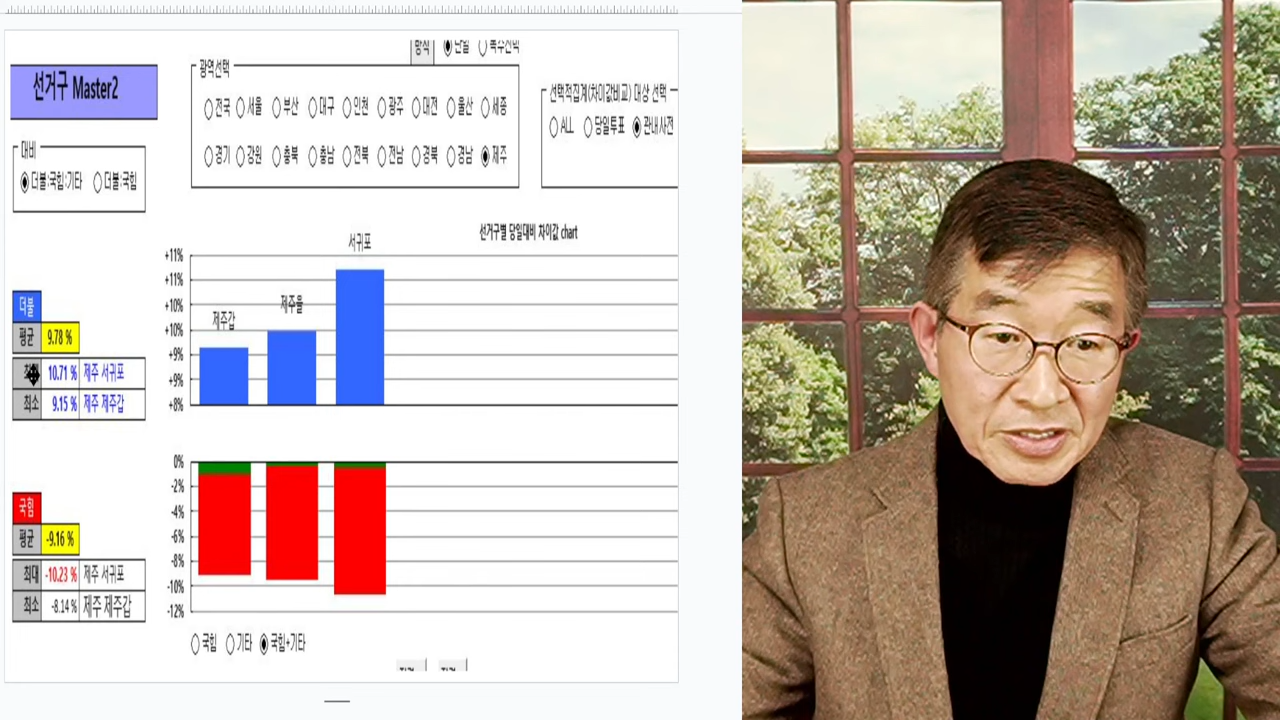 단일
선거구 Master2
광역선택
전국 서울 부산 대구 인천 광주 대전 울산 세종
경기 강원 충북 충남 전북 전남 경북 경남 제주
선택적집계(차이값비교) 대상 선택
ALL 당일투표 관내사전
대비
더불:국힘:기타 더불:국힘
선거구별 당일대비 차이값 chart
+11%
+11%
+10%
+10%
+9%
+9%
+8%
제주갑
제주을
서귀포
더불
평균 9.78 %
10.71 % 제주 서귀포
최소 9.15 % 제주 제주갑
0%
-2%
-4%
-6%
-8%
-10%
-12%
국힘
평균 -9.16 %
최대 -10.23 % 제주 서귀포
최소 -8.14 % 제주 제주갑
국힘 기타 국힘+기타